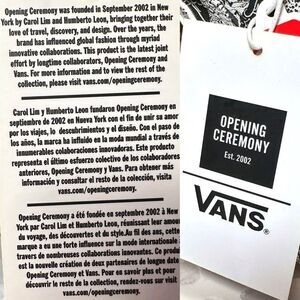 Opening Ceremony was founded in September 2002 in New
York by Carol Lim and Humberto Leon, bringing together their
love of travel, discovery, and design. Over the years, the
brand has influenced global fashion through myriad
innovative collaborations. This product is the latest joint
effort by longtime collaborators, Opening Ceremony and
Vans. For more information and to view the rest of the
collection, please visit vans.com/openingceremony.
Carol Lim y Humberto Leon fundaron Opening Ceremony en
septiembre de 2002 en Nueva York con el fin de unir su amor
por los viajes, lo descubrimientos y el diseño. Con el paso de
los años, la marca ha influido en la moda mundial a través de
innumerables colaboraciones innovadoras. Este producto
representa el último esfuerzo colectivo de los colaboradores
anteriores, Opening Ceremony y Vans. Para obtener más
información y consultar el resto de la colección, visita
vans.com/openingceremony.
Opening Ceremony a été fondée en septembre 2002 à New
York par Carol Lim et Humberto Leon, réunissant leur amour
du voyage, des découvertes et du style.Au fil des ans, cette
marque a eu une forte influence sur la mode internationale à
travers de nombreuses collaborations innovantes. Ce produit
est la nouvelle création de deux partenaires de longue date
Opening Ceremony et Vans. Pour en savoir plus et pour
découvrir le reste de la collection, rendez-vous sur
vans.com/openingceremony.
OPENING
CEREMONY
Est. 2002
VANS®